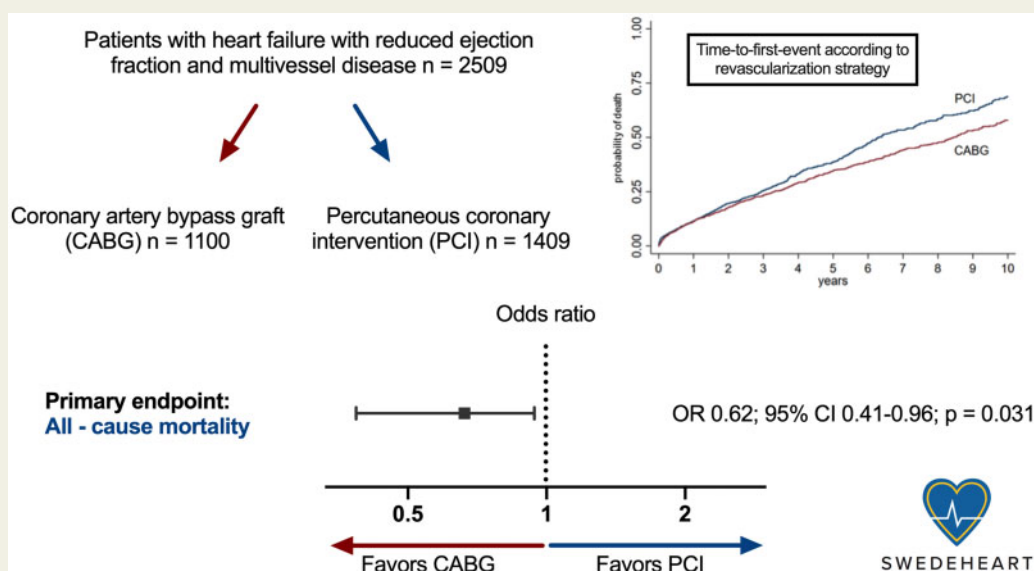 Patients with heart failure with reduced ejection
fraction and multivessel disease n = 2509
Coronary artery bypass graft
(CABG) n = 1100
Percutaneous coronary
intervention (PCI) n = 1409
Time-to-first-event according to
revascularization strategy
probability of death
1.00
0.75
0.50
0.25
0.00
PCI
CABG
0 1 2 3 4 5 6 7 8 9 10
years
Odds ratio
Primary endpoint:
All - cause mortality
OR 0.62; 95% CI 0.41-0.96; p = 0.031
0.5 1 2
Favors CABG
Favors PCI
SWEDEHEART